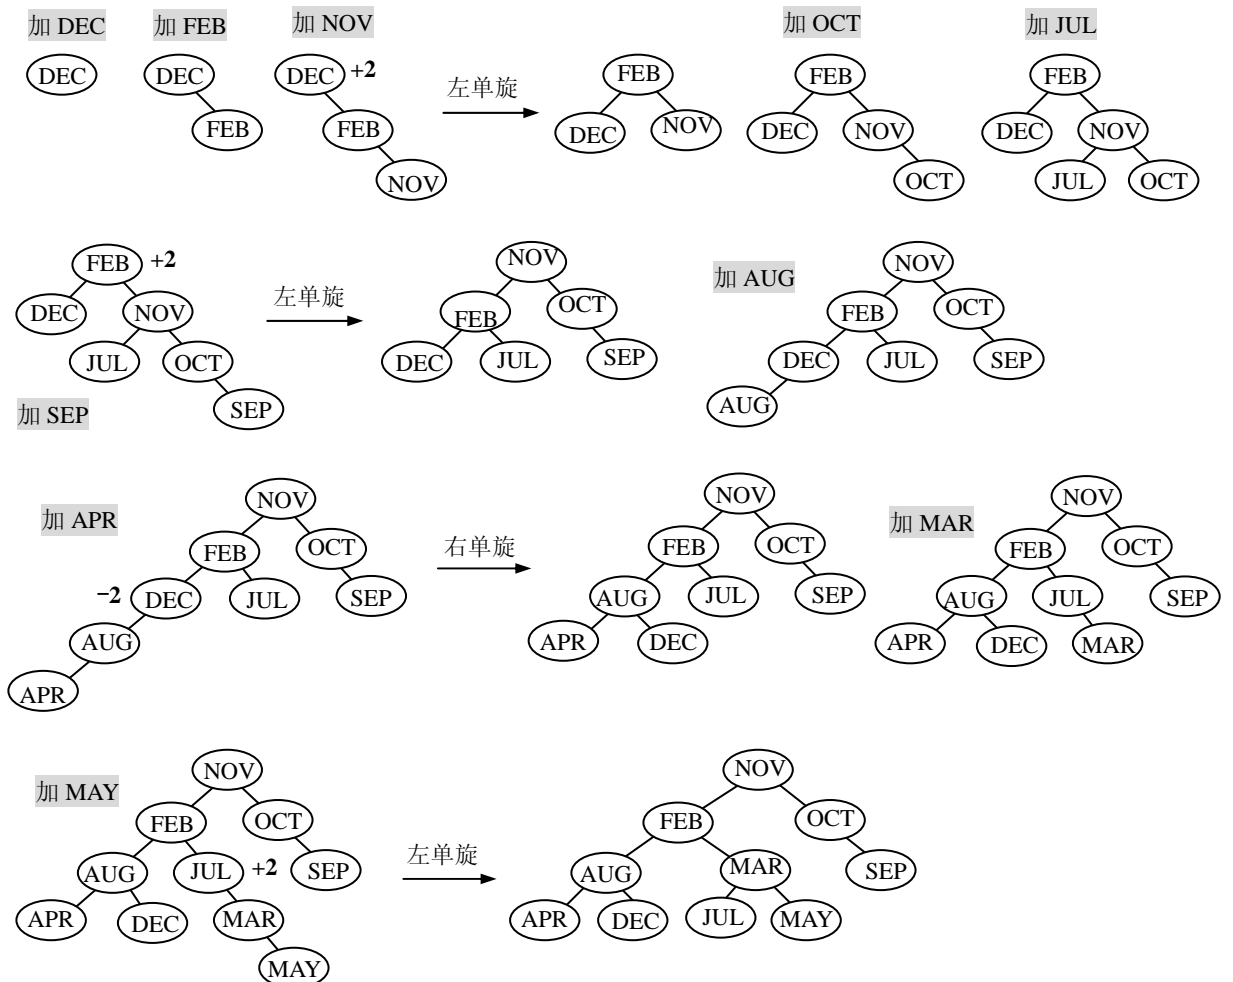 加 DEC 加 FEB 加 NOV 加 OCT 加 JUL
DEC DEC DEC +2 左单旋 FEB FEB FEB
FEB FEB DEC NOV DEC NOV DEC NOV
NOV OCT JUL OCT
FEB +2 左单旋 NOV 加 AUG NOV
DEC NOV FEB OCT FEB OCT
JUL OCT DEC JUL SEP DEC JUL SEP
加 SEP SEP AUG
加 APR NOV 右单旋 NOV 加 MAR NOV
FEB OCT FEB OCT FEB OCT
−2 DEC JUL SEP AUG JUL SEP AUG JUL SEP
AUG APR DEC APR DEC MAR
APR
加 MAY NOV 左单旋 NOV
FEB OCT FEB OCT
AUG JUL +2 SEP AUG MAR SEP
APR DEC MAR APR DEC JUL MAY
MAY